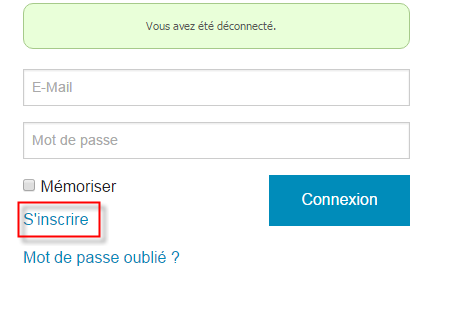 Vous avez été déconnecté.
E-Mail
Mot de passe
Mémoriser
Connexion
S'inscrire
Mot de passe oublié ?